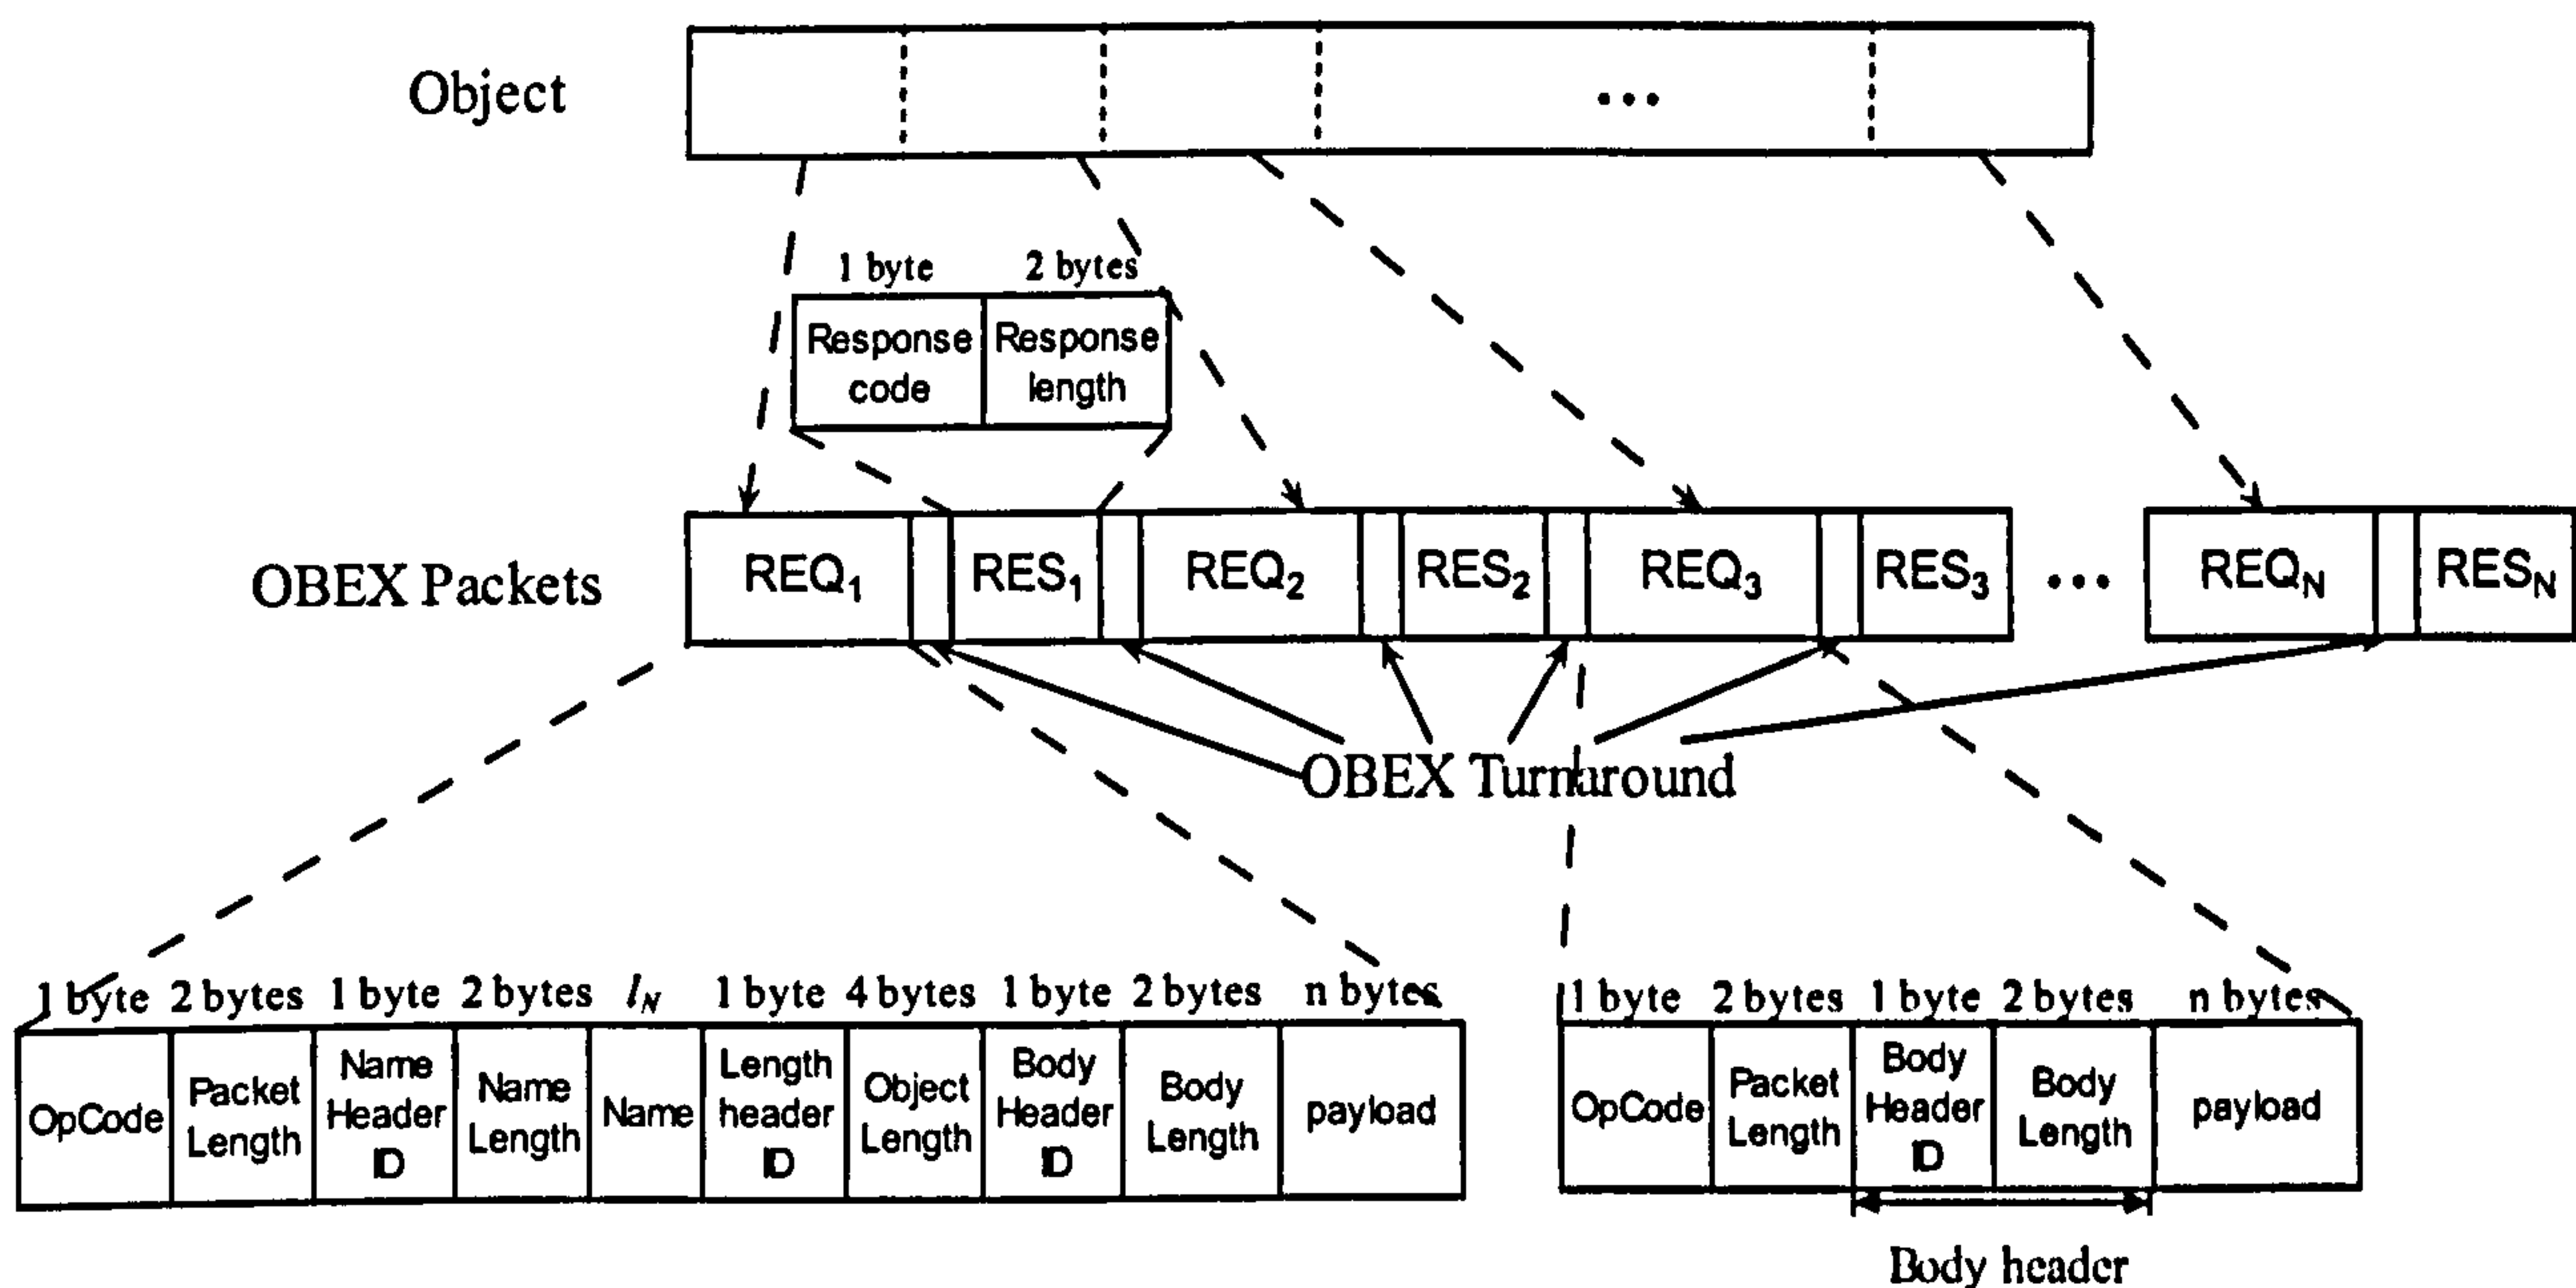 Object
...
1 byte 2 bytes
Response code
Response length
OBEX Packets
REQ1 RES1 REQ2 RES2 REQ3 RES3 ... REQN RESN
OBEX Turnaround
1 byte 2 bytes 1 byte 2 bytes lN 1 byte 4 bytes 1 byte 2 bytes n bytes
OpCode
Packet Length
Name Header ID
Name Length
Name
Length header ID
Object Length
Body Header ID
Body Length
payload
1 byte 2 bytes 1 byte 2 bytes n bytes
OpCode
Packet Length
Body Header ID
Body Length
payload
Body header